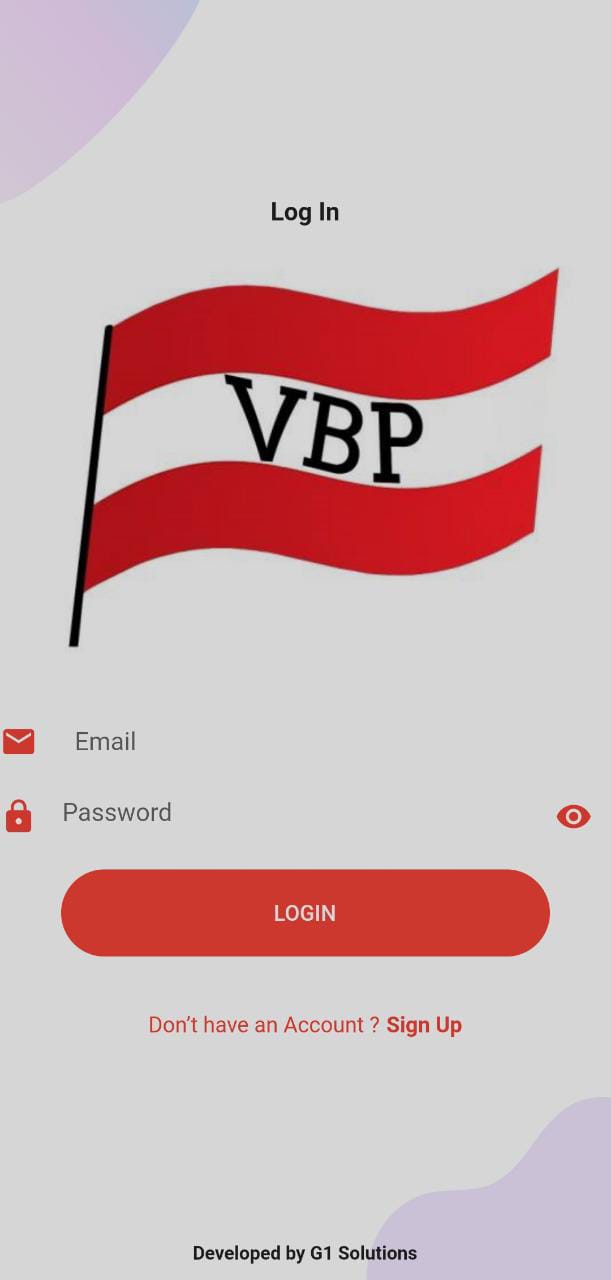 Log In
VBP
Email
Password
LOGIN
Don’t have an Account ? Sign Up
Developed by G1 Solutions